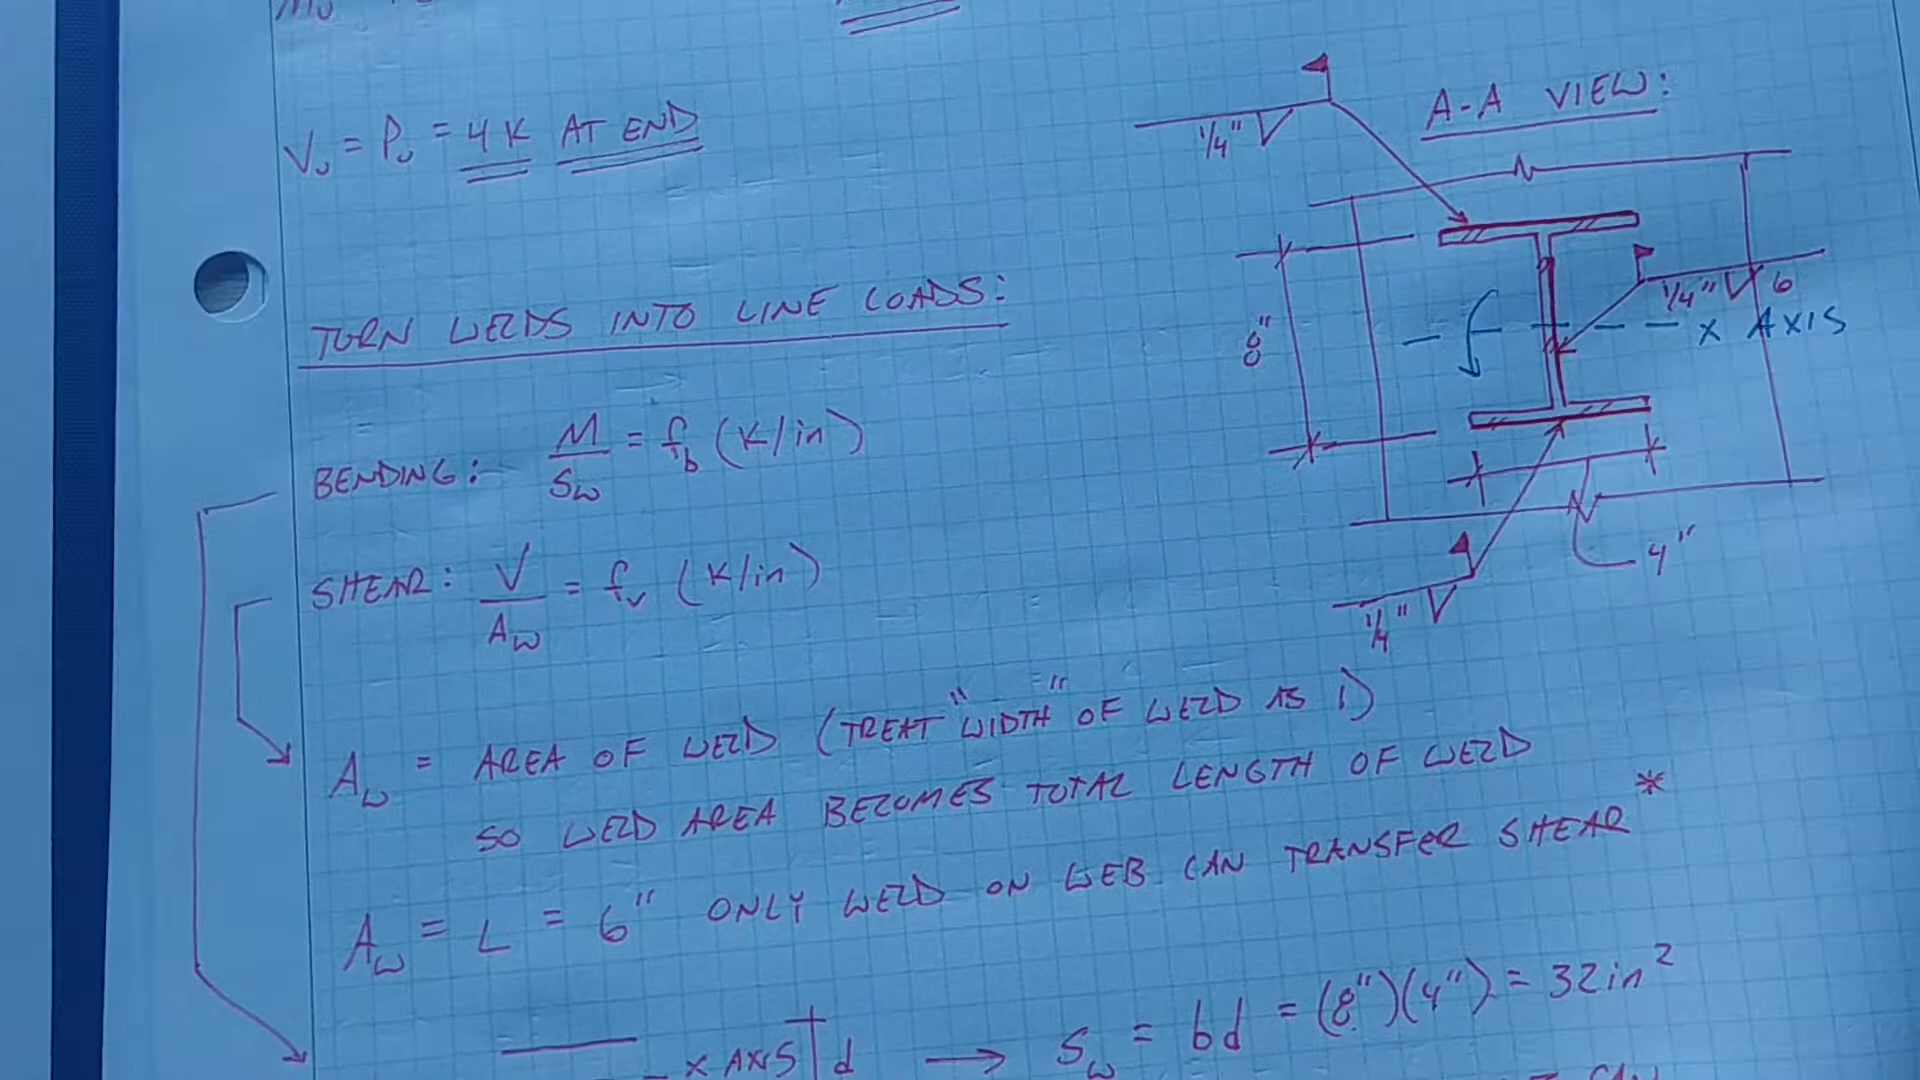 Vu = Pu = 4K AT END
A-A VIEW:
1/4"
8"
1/4" 6
X AXIS
4"
1/4"
TURN WELDS INTO LINE LOADS:
BENDING: M/Sw = fb (K/in)
SHEAR: V/Aw = fv (K/in)
Aw = AREA OF WELD (TREAT "WIDTH" OF WELD AS 1)
SO WELD AREA BECOMES TOTAL LENGTH OF WELD
Aw = L = 6" ONLY WELD ON WEB CAN TRANSFER SHEAR*
X AXIS d → Sw = bd = (8")(4") = 32in²